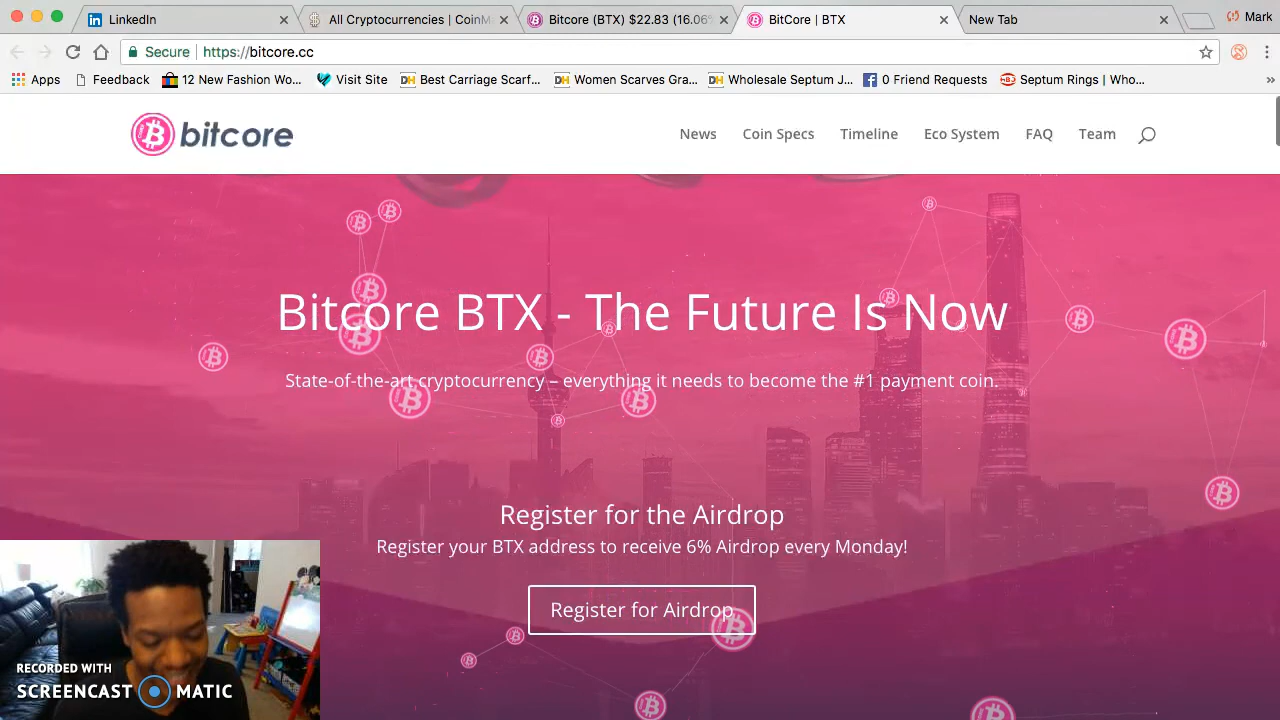 LinkedIn
All Cryptocurrencies | CoinM
Bitcore (BTX) $22.83 (16.06%
BitCore | BTX
New Tab
Mark
Secure
https://bitcore.cc
Apps
Feedback
12 New Fashion Wo...
Visit Site
Best Carriage Scarf...
Wom Scarves Gra...
Wholesale Septum J...
0 Friend Requests
Septum Rings | Who...
»
bitcore
News
Coin Specs
Timeline
Eco System
FAQ
Team
Bitcore BTX - The Future Is Now
State-of-the-art cryptocurrency – everything it needs to become the #1 payment coin.
Register for the Airdrop
Register your BTX address to receive 6% Airdrop every Monday!
Register for Airdrop
RECORDED WITH
SCREENCAST MATIC